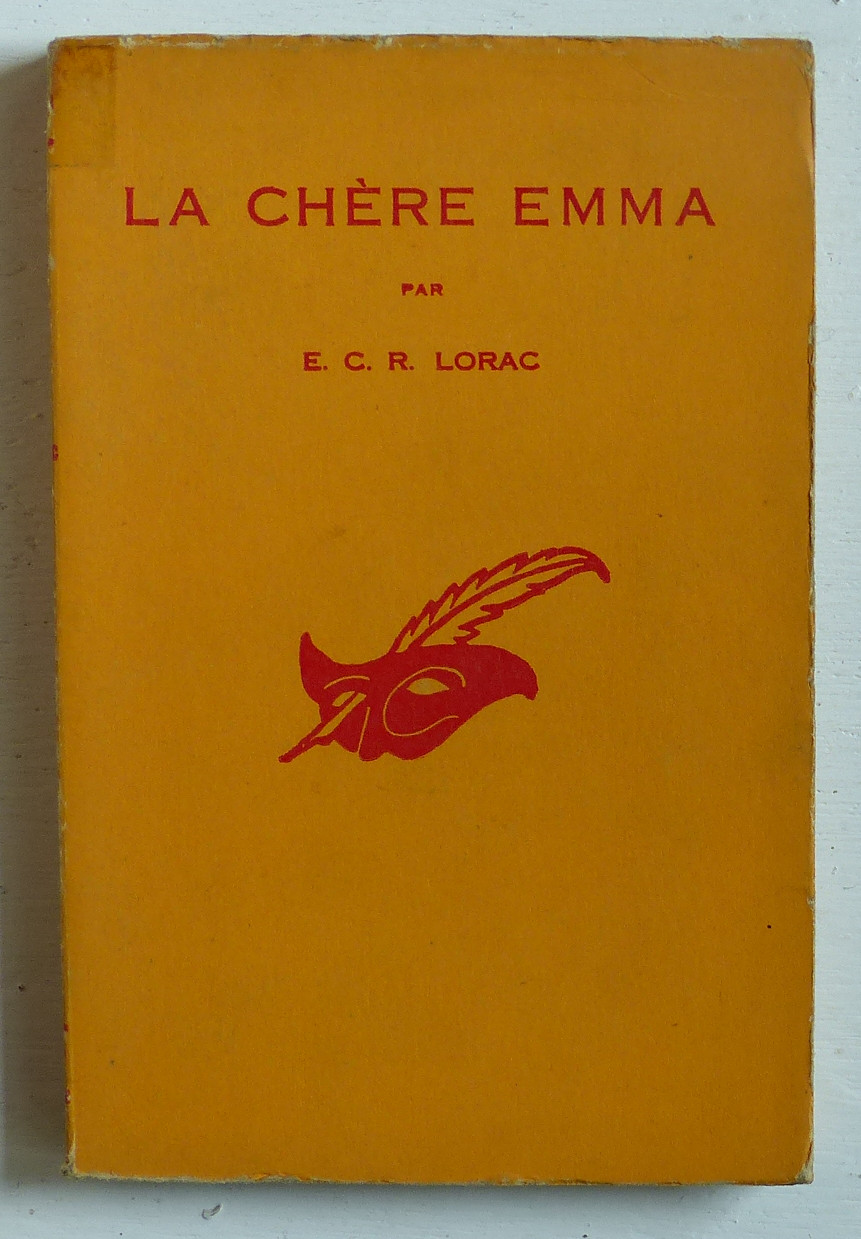 LA CHÈRE EMMA
PAR
E. C. R. LORAC